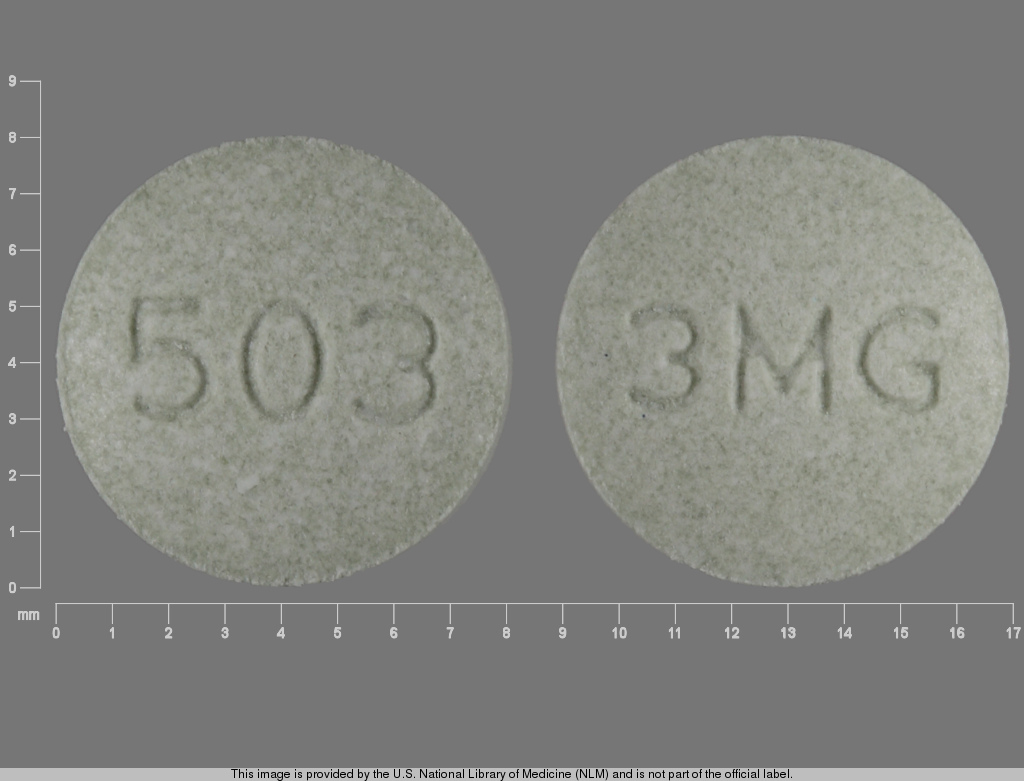 9
8
7
6
5
4
3
2
1
0
mm
503
3MG
0 1 2 3 4 5 6 7 8 9 10 11 12 13 14 15 16 17
This image is provided by the U.S. National Library of Medicine (NLM) and is not part of the official label.